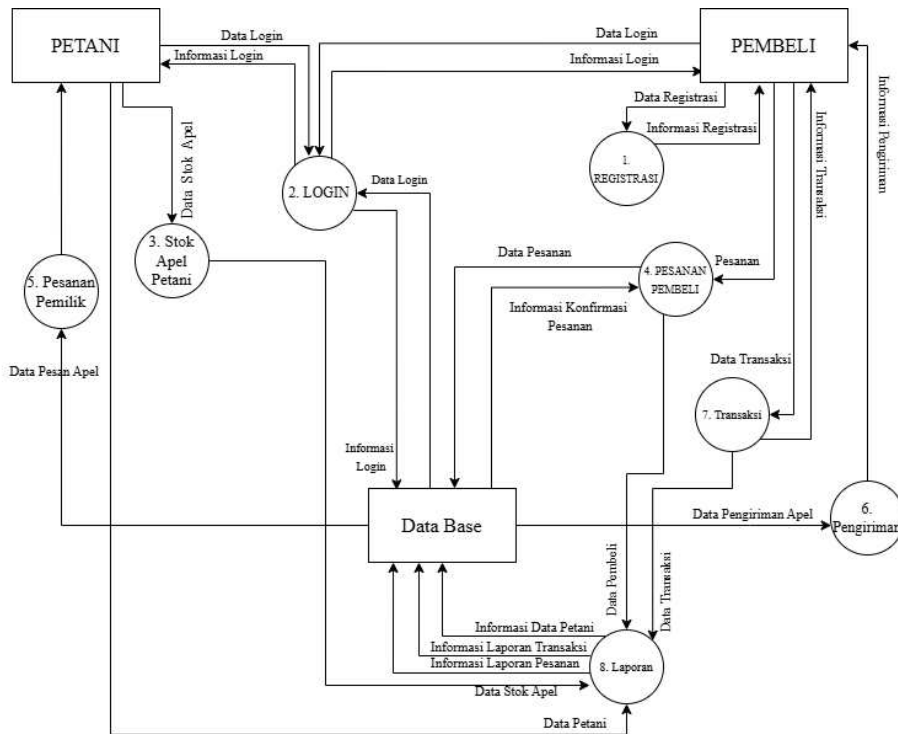 PETANI
PEMBELI
Data Login
Informasi Login
Data Login
Informasi Login
Data Registrasi
Informasi Registrasi
1.
REGISTRASI
Informasi Transaksi
Informasi Pengiriman
Data Stok Apel
2. LOGIN
Data Login
3. Stok
Apel
Petani
5. Pesanan
Pemilik
Data Pesanan
4. PESANAN
PEMBELI
Pesanan
Informasi Konfirmasi
Pesanan
Data Pesan Apel
Data Transaksi
7. Transaksi
Informasi
Login
Data Base
Data Pengiriman Apel
6.
Pengiriman
Data Pembeli
Data Transaksi
Informasi Data Petani
Informasi Laporan Transaksi
Informasi Laporan Pesanan
8. Laporan
Data Stok Apel
Data Petani